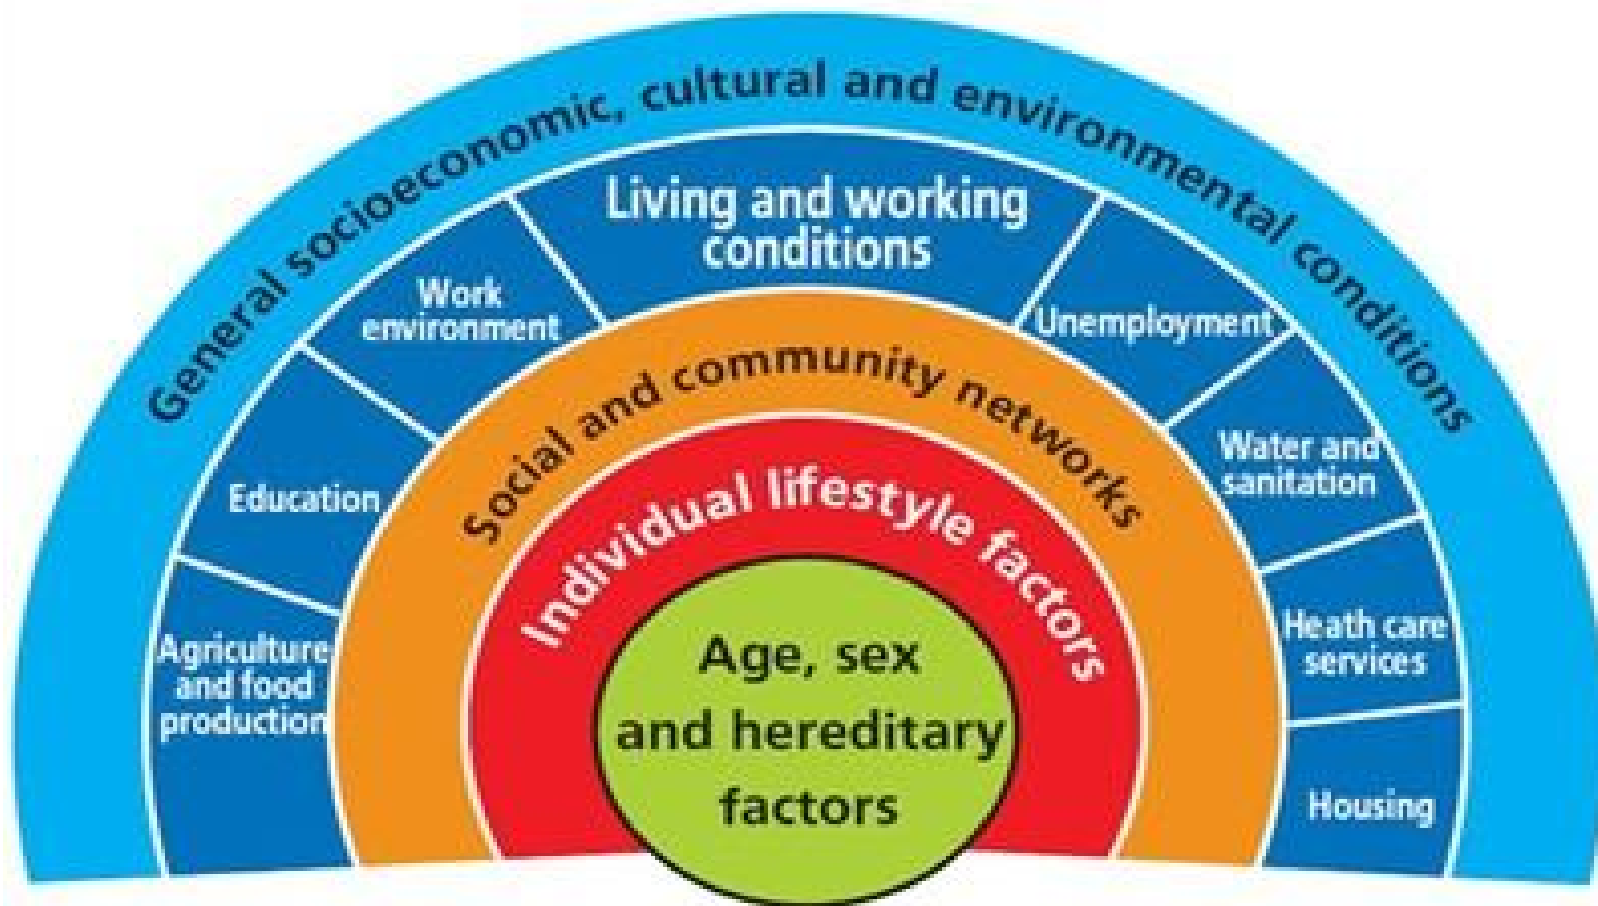 General socioeconomic, cultural and environmental conditions
Living and working
conditions
Work
environment
Unemployment
Education
Water and
sanitation
Agriculture
and food
production
Heath care
services
Housing
Social and community networks
Individual lifestyle factors
Age, sex
and hereditary
factors